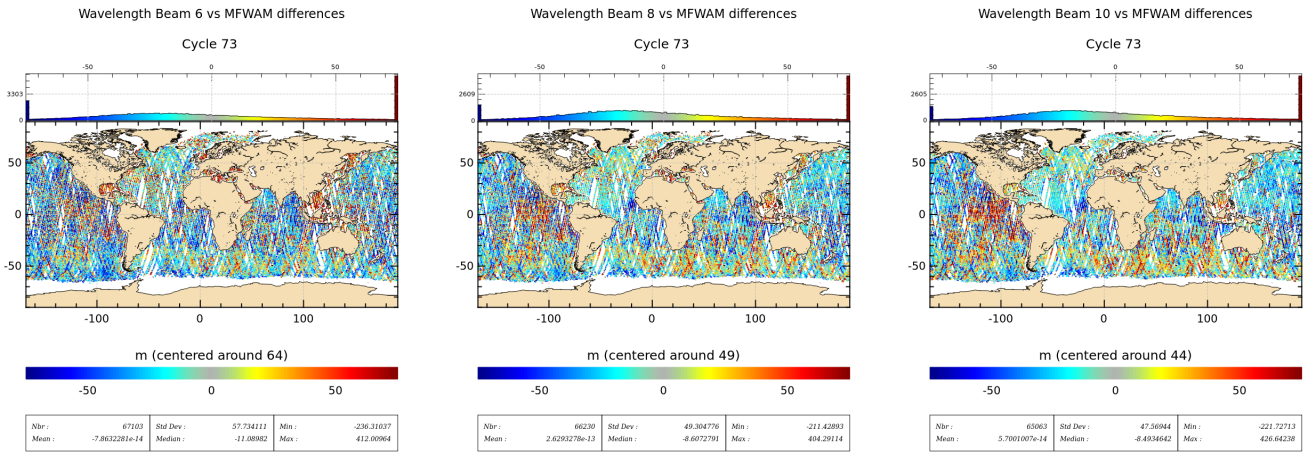 Wavelength Beam 6 vs MFWAM differences
Cycle 73
-50 0 50
3303
0
50
0
-50
-100 0 100
m (centered around 64)
-50 0 50
Nbr : 67103 Std Dev : 57.734111 Min : -236.31037
Mean : -7.8632281e-14 Median : -11.08982 Max : 412.00964
Wavelength Beam 8 vs MFWAM differences
Cycle 73
-50 0 50
2609
0
50
0
-50
-100 0 100
m (centered around 49)
-50 0 50
Nbr : 66230 Std Dev : 49.304776 Min : -211.42893
Mean : 2.6293278e-13 Median : -8.6072791 Max : 404.29114
Wavelength Beam 10 vs MFWAM differences
Cycle 73
-50 0 50
2605
0
50
0
-50
-100 0 100
m (centered around 44)
-50 0 50
Nbr : 65063 Std Dev : 47.56944 Min : -221.72713
Mean : 5.7001007e-14 Median : -8.4934642 Max : 426.64238